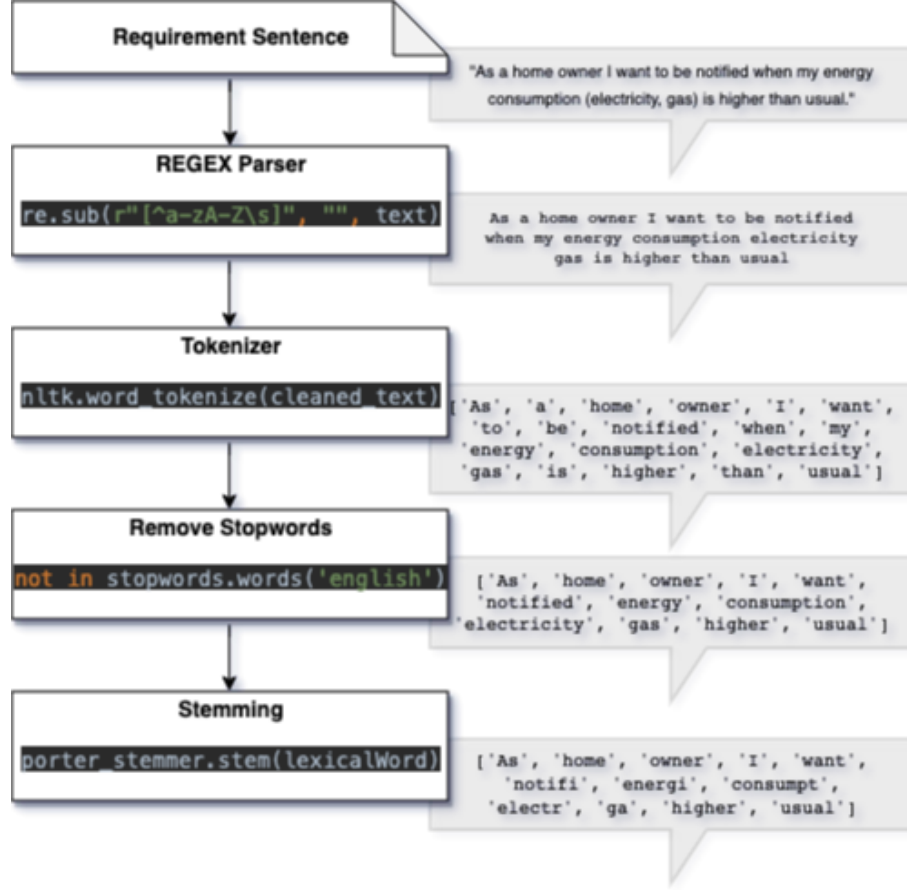 Requirement Sentence
"As a home owner I want to be notified when my energy
consumption (electricity, gas) is higher than usual."
REGEX Parser
re.sub(r"[^a-zA-Z\s]", "", text)
As a home owner I want to be notified
when my energy consumption electricity
gas is higher than usual
Tokenizer
nltk.word_tokenize(cleaned_text)
['As', 'a', 'home', 'owner', 'I', 'want',
'to', 'be', 'notified', 'when', 'my',
'energy', 'consumption', 'electricity',
'gas', 'is', 'higher', 'than', 'usual']
Remove Stopwords
not in stopwords.words('english')
['As', 'home', 'owner', 'I', 'want',
'notified', 'energy', 'consumption',
'electricity', 'gas', 'higher', 'usual']
Stemming
porter_stemmer.stem(lexicalWord)
['As', 'home', 'owner', 'I', 'want',
'notifi', 'energi', 'consumpt',
'electr', 'ga', 'higher', 'usual']